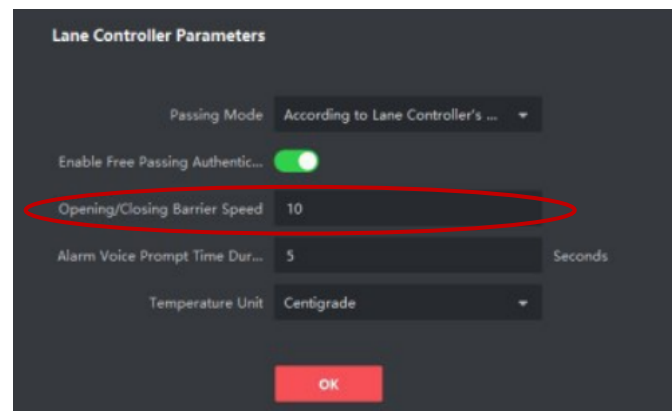 Lane Controller Parameters
Passing Mode According to Lane Controller's ...
Enable Free Passing Authentic...
Opening/Closing Barrier Speed 10
Alarm Voice Prompt Time Dur... 5 Seconds
Temperature Unit Centigrade
OK